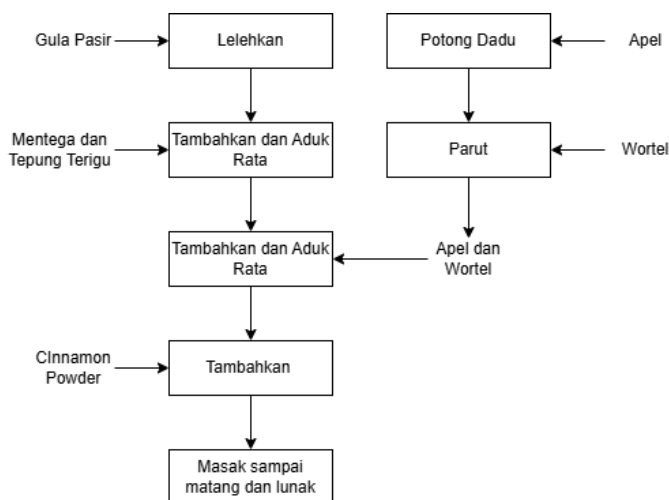 Gula Pasir
Lelehkan
Potong Dadu
Apel
Mentega dan
Tepung Terigu
Tambahkan dan Aduk
Rata
Parut
Wortel
Tambahkan dan Aduk
Rata
Apel dan
Wortel
CInnamon
Powder
Tambahkan
Masak sampai
matang dan lunak